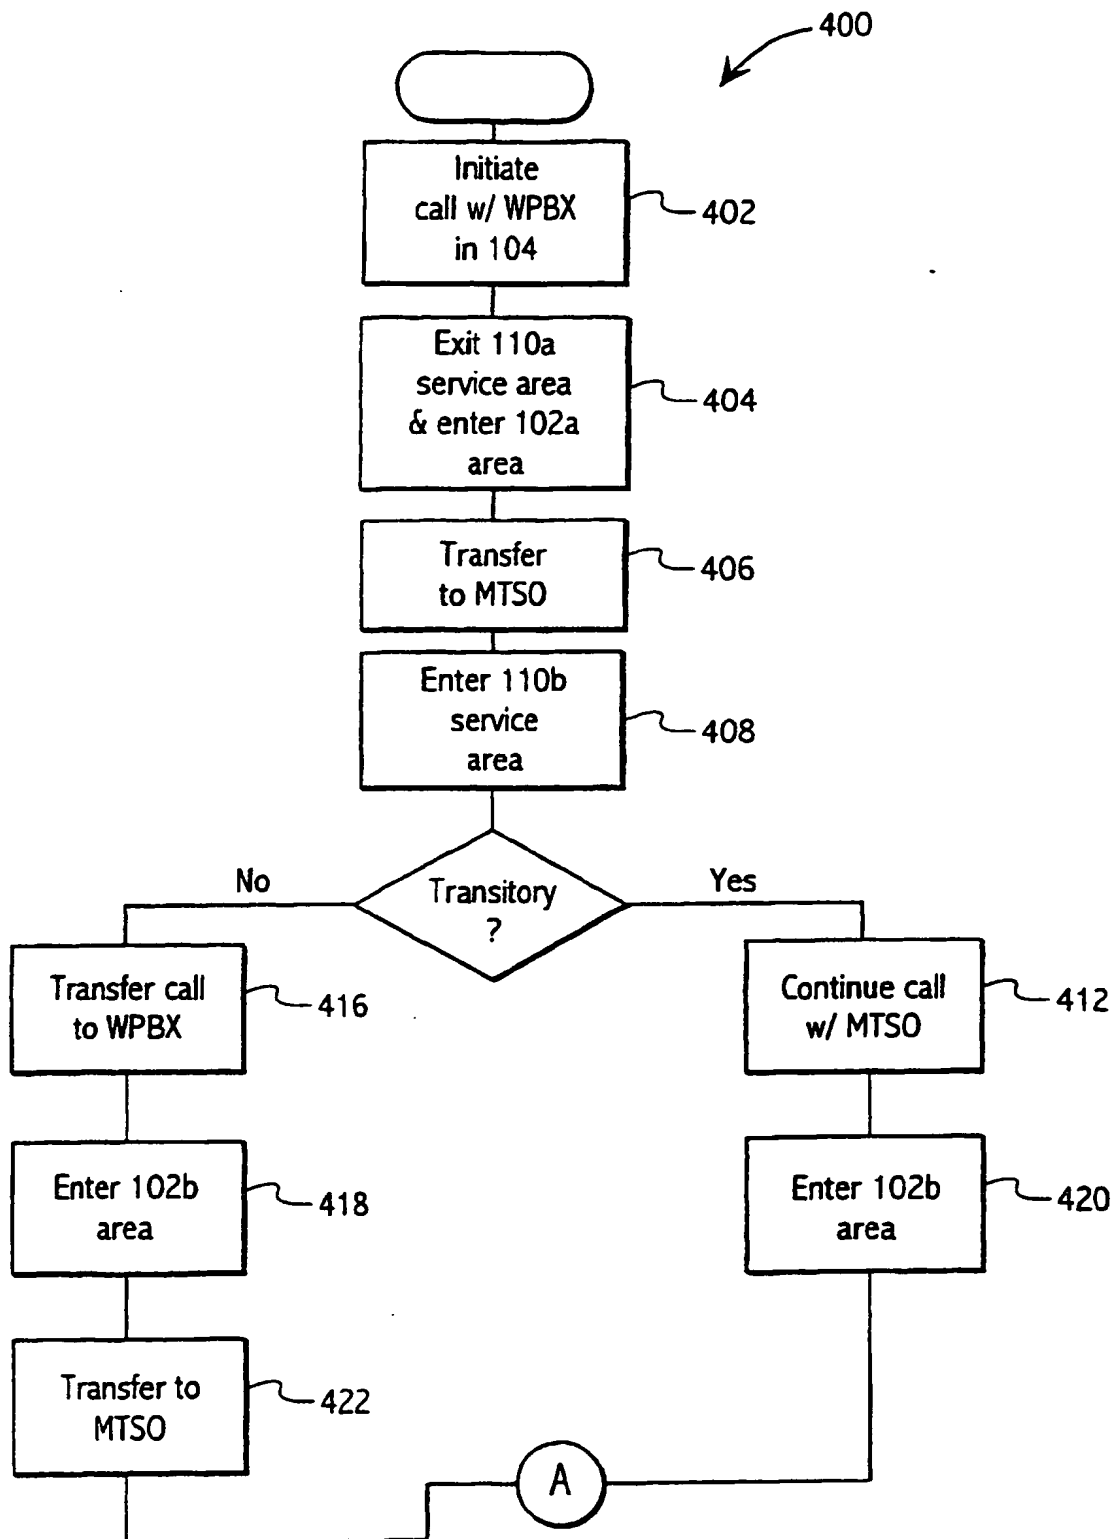 400
Initiate
call w/ WPBX
in 104
402
Exit 110a
service area
& enter 102a
area
404
Transfer
to MTSO
406
Enter 110b
service
area
408
Transitory
?
No
Yes
Transfer call
to WPBX
416
Continue call
w/ MTSO
412
Enter 102b
area
418
Enter 102b
area
420
Transfer to
MTSO
422
A